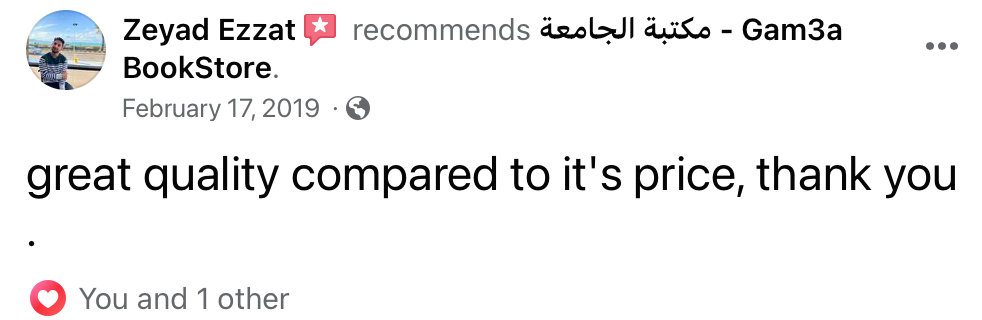 Zeyad Ezzat recommends مكتبة الجامعة - Gam3a
BookStore.
February 17, 2019 ·
great quality compared to it's price, thank you
.
You and 1 other